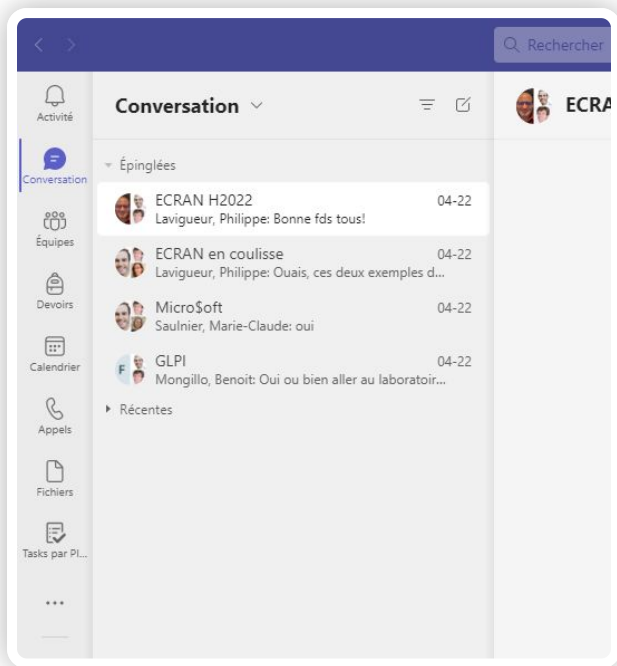 Rechercher
Activité
Conversation
Équipes
Devoirs
Calendrier
Appels
Fichiers
Tasks par Pl...
Conversation
ECRA
Épinglées
ECRAN H2022 04-22
Lavigueur, Philippe: Bonne fds tous!
ECRAN en coulisse 04-22
Lavigueur, Philippe: Ouais, ces deux exemples d...
Micro$oft 04-22
Saulnier, Marie-Claude: oui
F
GLPI 04-22
Mongillo, Benoit: Oui ou bien aller au laboratoir...
Récentes